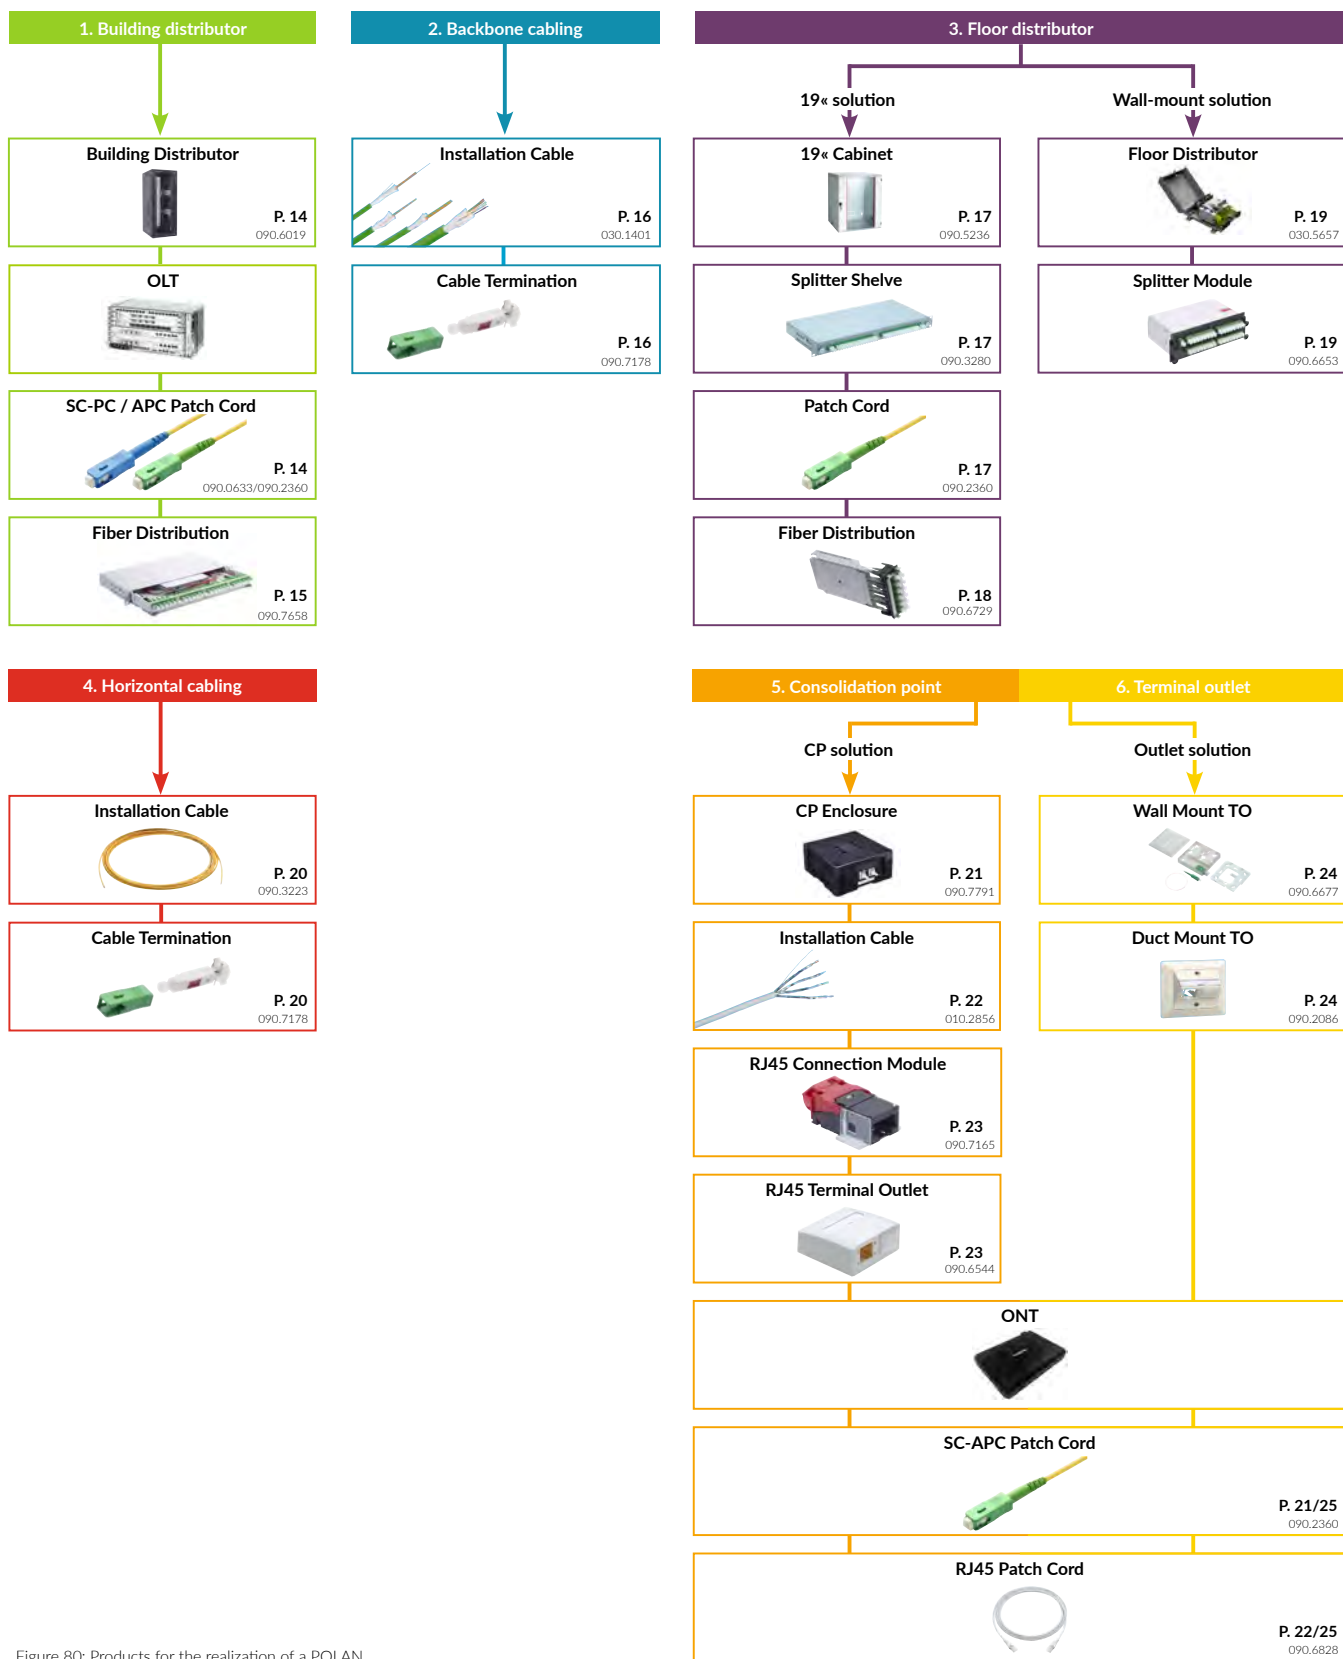 1. Building distributor
Building Distributor
P. 14
090.6019
OLT
SC-PC / APC Patch Cord
P. 14
090.0633/090.2360
Fiber Distribution
P. 15
090.7658
2. Backbone cabling
Installation Cable
P. 16
030.1401
Cable Termination
P. 16
090.7178
3. Floor distributor
19« solution
19« Cabinet
P. 17
090.5236
Splitter Shelve
P. 17
090.3280
Patch Cord
P. 17
090.2360
Fiber Distribution
P. 18
090.6729
Wall-mount solution
Floor Distributor
P. 19
030.5657
Splitter Module
P. 19
090.6653
4. Horizontal cabling
Installation Cable
P. 20
090.3223
Cable Termination
P. 20
090.7178
5. Consolidation point
CP solution
CP Enclosure
P. 21
090.7791
Installation Cable
P. 22
010.2856
RJ45 Connection Module
P. 23
090.7165
RJ45 Terminal Outlet
P. 23
090.6544
6. Terminal outlet
Outlet solution
Wall Mount TO
P. 24
090.6677
Duct Mount TO
P. 24
090.2086
ONT
SC-APC Patch Cord
P. 21/25
090.2360
RJ45 Patch Cord
P. 22/25
090.6828
Figure 80: Products for the realization of a POLAN